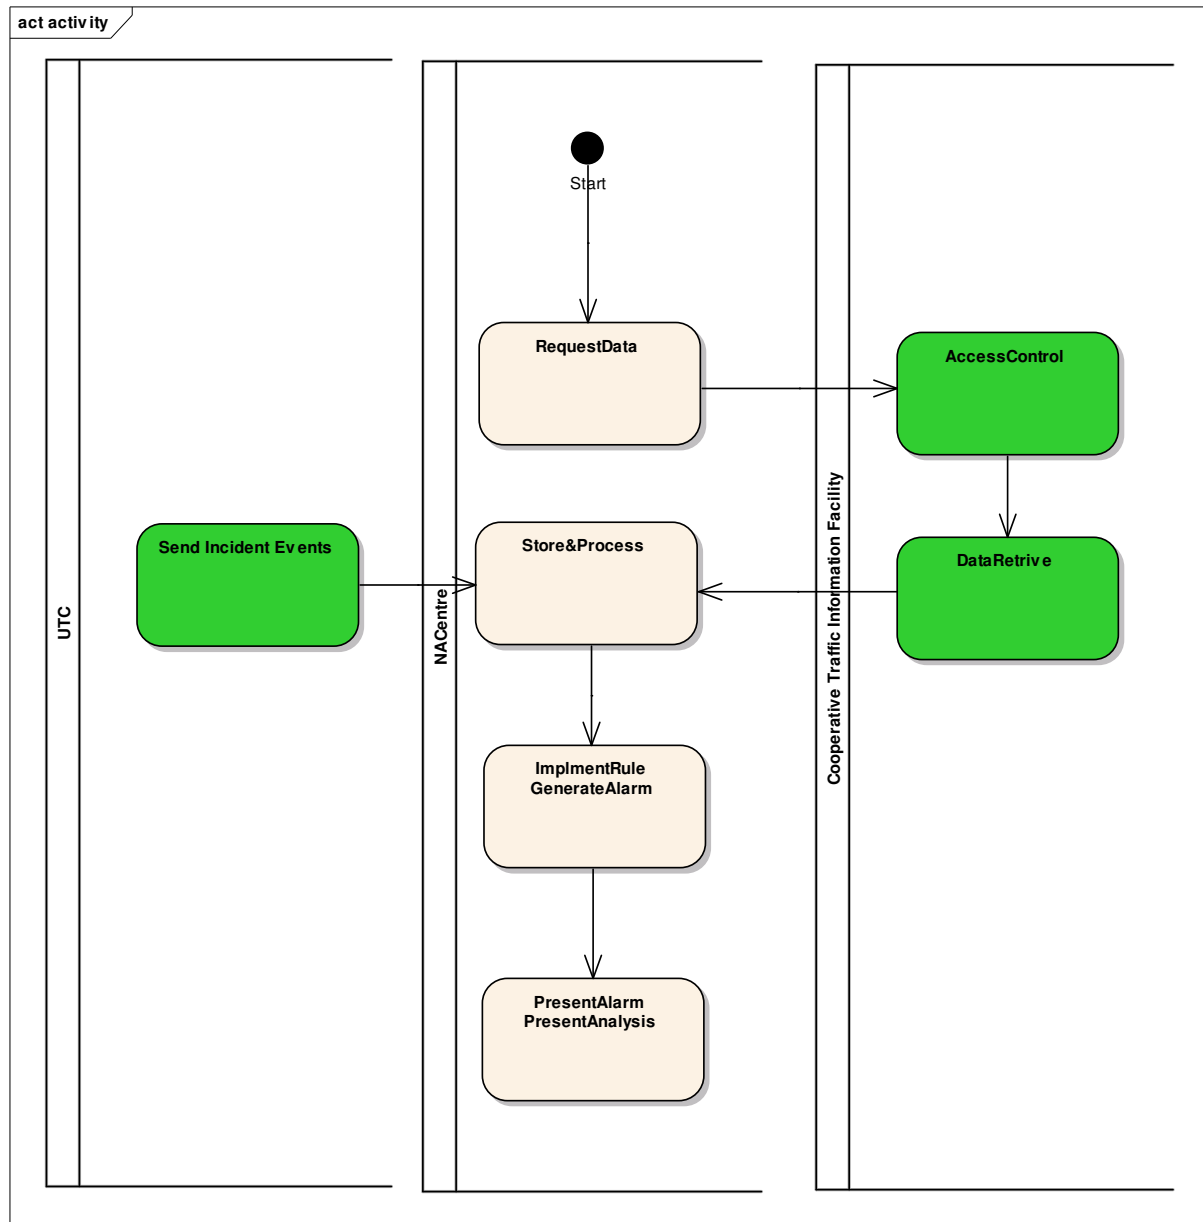 act activity
Start
RequestData
AccessControl
Send Incident Events
Store&Process
DataRetrive
UTC
NACentre
Cooperative Traffic Information Facility
ImplmentRule
GenerateAlarm
PresentAlarm
PresentAnalysis